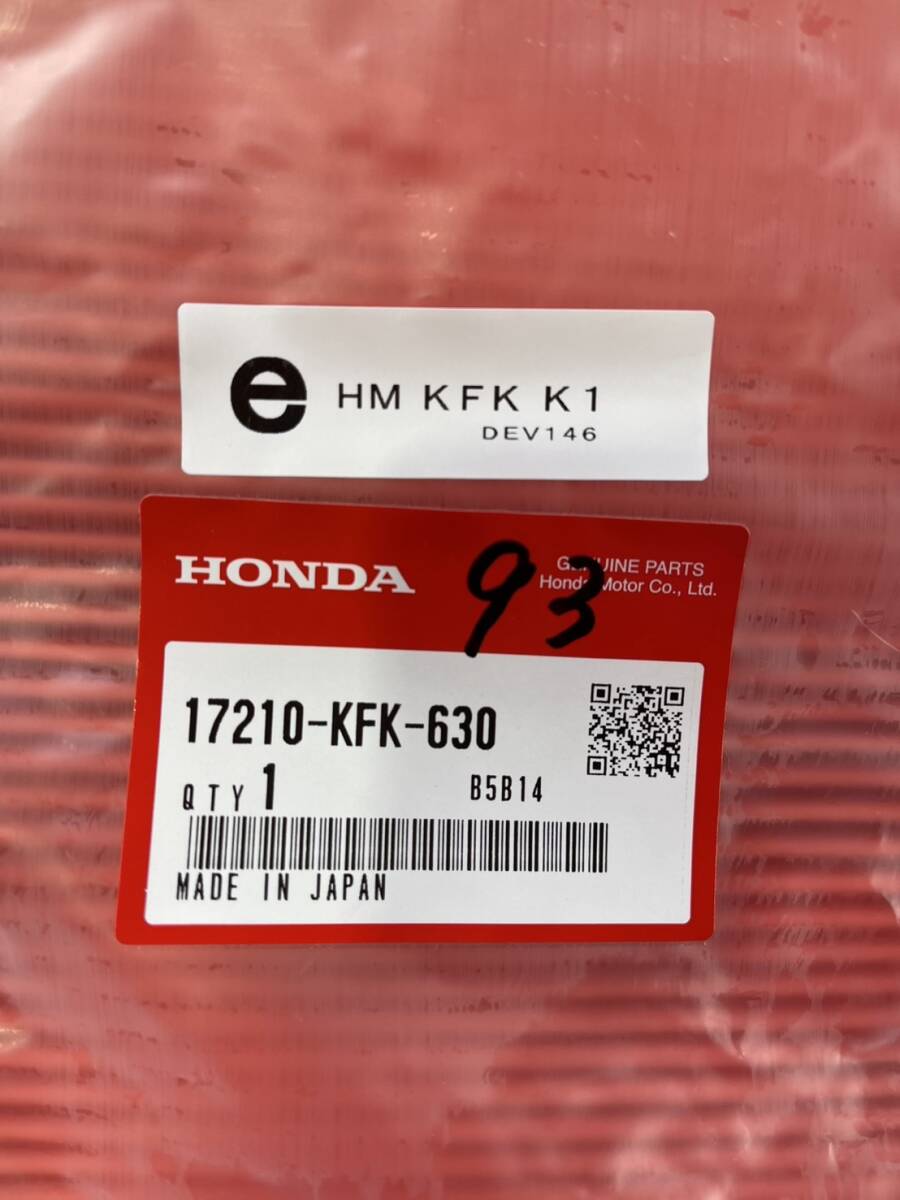 e HM KFK K1
DEV146
HONDA
93
GENUINE PARTS
Honda Motor Co., Ltd.
17210-KFK-630
QTY 1 B5B14
MADE IN JAPAN